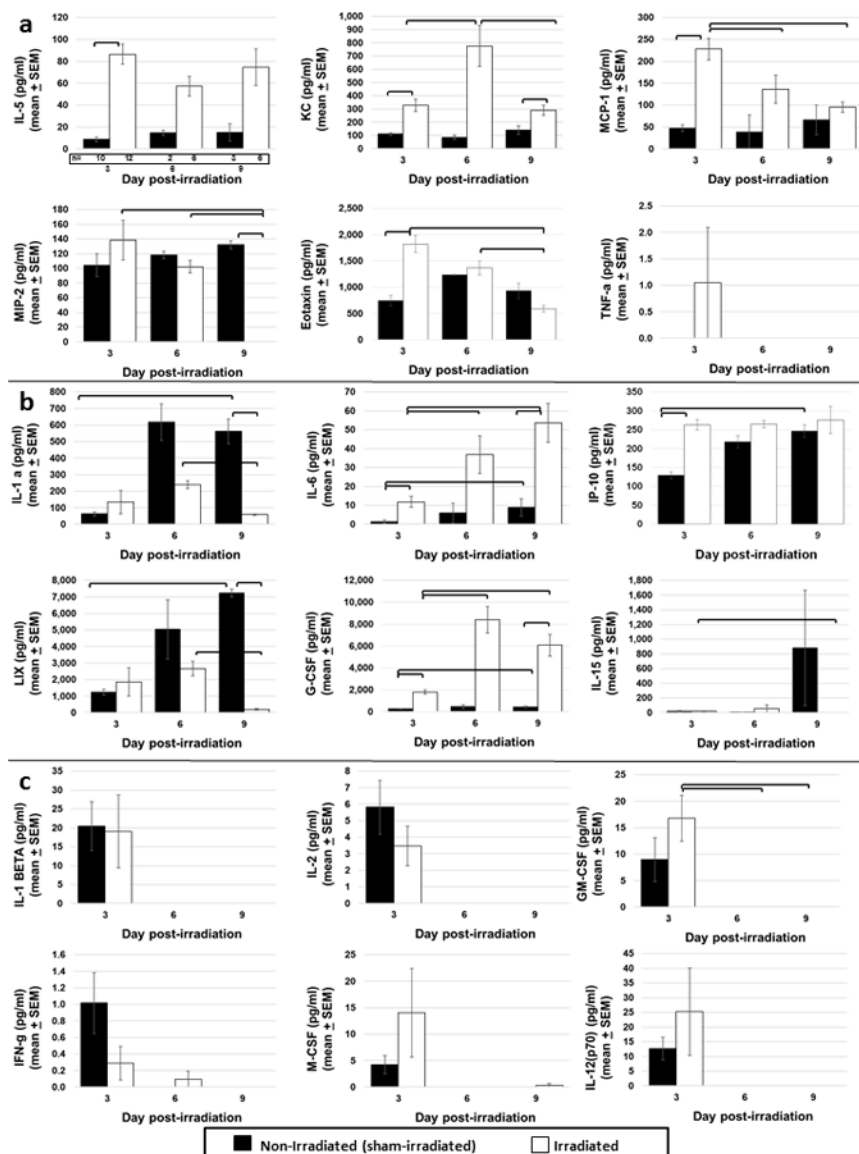 a
IL-5 (pg/ml)
(mean ± SEM)
100
80
60
40
20
0
n= 10 12 2 6 3 6
3 6 9
Day post-irradiation
KC (pg/ml)
(mean ± SEM)
1,000
900
800
700
600
500
400
300
200
100
0
3 6 9
Day post-irradiation
MCP-1 (pg/ml)
(mean ± SEM)
300
250
200
150
100
50
0
3 6 9
Day post-irradiation
MIP-2 (pg/ml)
(mean ± SEM)
180
160
140
120
100
80
60
40
20
0
3 6 9
Day post-irradiation
Eotaxin (pg/ml)
(mean ± SEM)
2,500
2,000
1,500
1,000
500
0
3 6 9
Day post-irradiation
TNF-a (pg/ml)
(mean ± SEM)
2.5
2.0
1.5
1.0
0.5
0.0
3 6 9
Day post-irradiation
b
IL-1 a (pg/ml)
(mean ± SEM)
800
700
600
500
400
300
200
100
0
3 6 9
Day post-irradiation
IL-6 (pg/ml)
(mean ± SEM)
70
60
50
40
30
20
10
0
3 6 9
Day post-irradiation
IP-10 (pg/ml)
(mean ± SEM)
400
350
300
250
200
150
100
50
0
3 6 9
Day post-irradiation
LIX (pg/ml)
(mean ± SEM)
8,000
7,000
6,000
5,000
4,000
3,000
2,000
1,000
0
3 6 9
Day post-irradiation
G-CSF (pg/ml)
(mean ± SEM)
12,000
10,000
8,000
6,000
4,000
2,000
0
3 6 9
Day post-irradiation
IL-15 (pg/ml)
(mean ± SEM)
1,800
1,600
1,400
1,200
1,000
800
600
400
200
0
3 6 9
Day post-irradiation
c
IL-1 BETA (pg/ml)
(mean ± SEM)
35
30
25
20
15
10
5
0
3 6 9
Day post-irradiation
IL-2 (pg/ml)
(mean ± SEM)
8
7
6
5
4
3
2
1
0
3 6 9
Day post-irradiation
GM-CSF (pg/ml)
(mean ± SEM)
25
20
15
10
5
0
3 6 9
Day post-irradiation
IFN-g (pg/ml)
(mean ± SEM)
1.6
1.4
1.2
1.0
0.8
0.6
0.4
0.2
0.0
3 6 9
Day post-irradiation
M-CSF (pg/ml)
(mean ± SEM)
25
20
15
10
5
0
3 6 9
Day post-irradiation
IL-12(p70) (pg/ml)
(mean ± SEM)
45
40
35
30
25
20
15
10
5
0
3 6 9
Day post-irradiation
Non-Irradiated (sham-irradiated) Irradiated